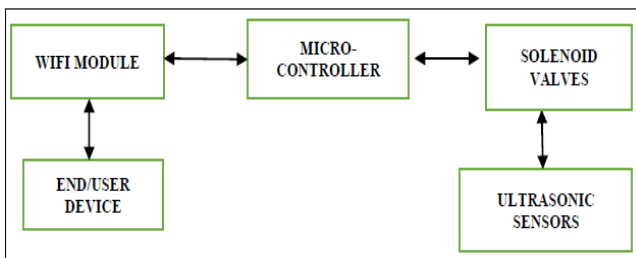 WIFI MODULE
MICRO-
CONTROLLER
SOLENOID
VALVES
END/USER
DEVICE
ULTRASONIC
SENSORS